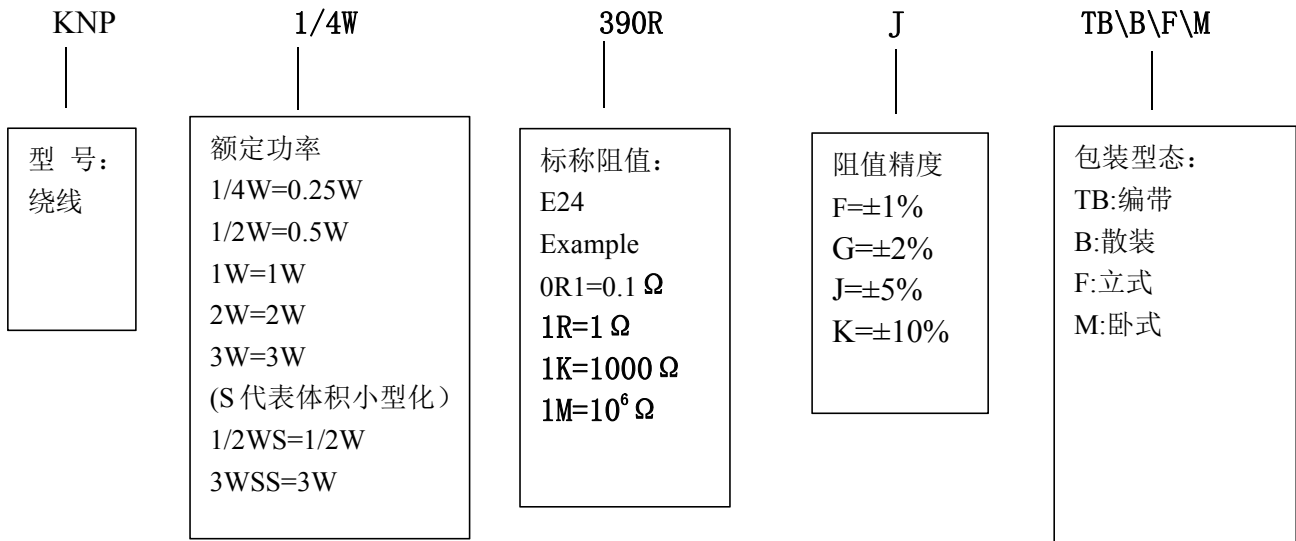 KNP 1/4W 390R J TB\B\F\M
型 号：
绕线
额定功率
1/4W=0.25W
1/2W=0.5W
1W=1W
2W=2W
3W=3W
(S 代表体积小型化）
1/2WS=1/2W
3WSS=3W
标称阻值：
E24
Example
0R1=0.1 Ω
1R=1 Ω
1K=1000 Ω
1M=10⁶ Ω
阻值精度
F=±1%
G=±2%
J=±5%
K=±10%
包装型态：
TB:编带
B:散装
F:立式
M:卧式